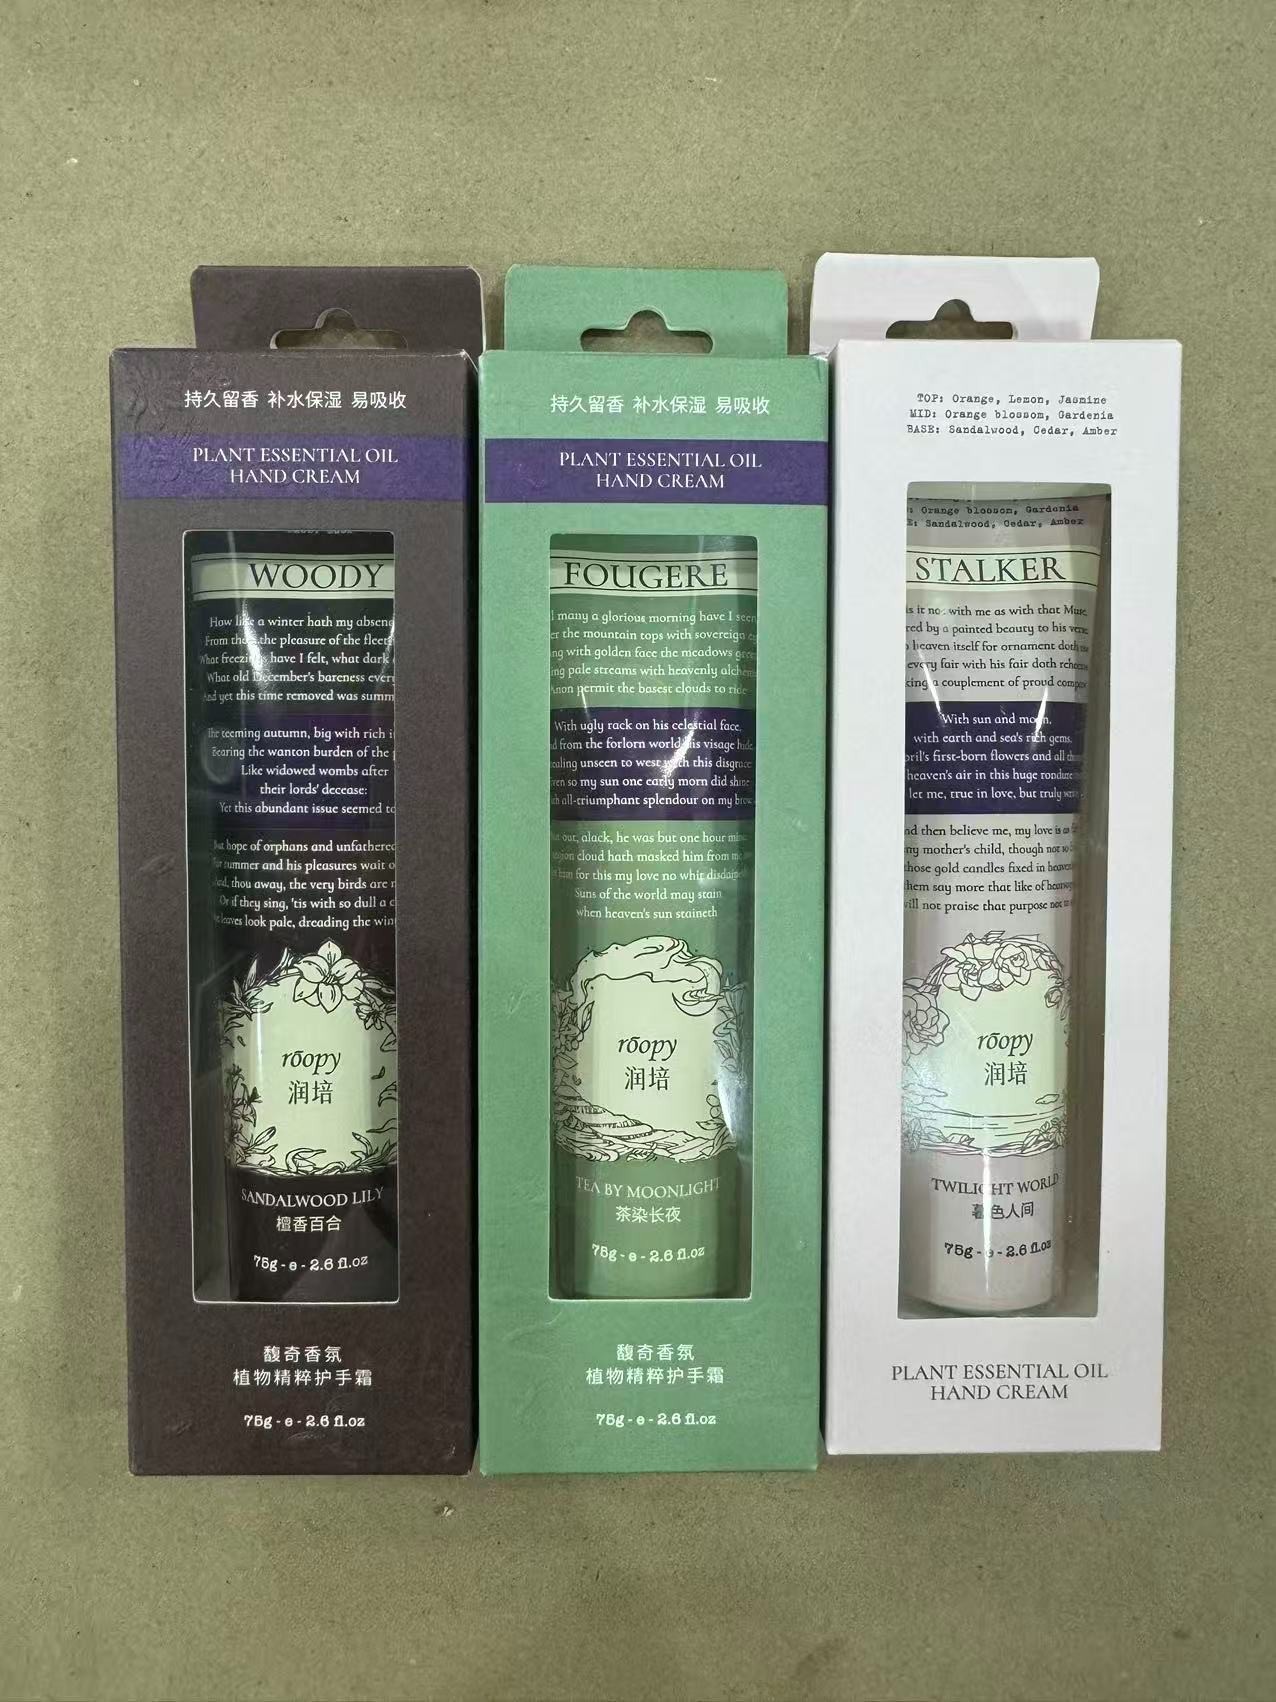 持久留香 补水保湿 易吸收
PLANT ESSENTIAL OIL
HAND CREAM
WOODY
How like a winter hath my absenc
From the the pleasure of the fleet
What freezings have I felt, what dark
What old December's bareness every
And yet this time removed was summ
The teeming autumn, big with rich i
Bearing the wanton burden of the
Like widowed wombs after
their lords' decease:
Yet this abundant issue seemed to
But hope of orphans and unfathered
For summer and his pleasures wait o
And, thou away, the very birds are
Or if they sing, 'tis with so dull a c
leaves look pale, dreading the win
rōopy
润培
SANDALWOOD LILY
檀香百合
75g - e - 2.6 fl.oz
馥奇香氛
植物精粹护手霜
75g - e - 2.6 fl.oz
持久留香 补水保湿 易吸收
PLANT ESSENTIAL OIL
HAND CREAM
FOUGERE
l many a glorious morning have I seen
er the mountain tops with sovereign
ng with golden face the meadows green
ing pale streams with heavenly alchem
Anon permit the basest clouds to ride
With ugly rack on his celestial face,
d from the forlorn world his visage hide
ealing unseen to west with this disgrace
ven so my sun one early morn did shine
h all-triumphant splendour on my brow
out, alack, he was but one hour mine
gion cloud hath masked him from me
him for this my love no whit disdaineth
Suns of the world may stain
when heaven's sun staineth
rōopy
润培
TEA BY MOONLIGHT
茶染长夜
75g - e - 2.6 fl.oz
馥奇香氛
植物精粹护手霜
75g - e - 2.6 fl.oz
TOP: Orange, Lemon, Jasmine
MID: Orange blossom, Gardenia
BASE: Sandalwood, Cedar, Amber
: Orange blossom, Gardenia
E: Sandalwood, Cedar, Amber
STALKER
is it not with me as with that Muse
red by a painted beauty to his verse
heaven itself for ornament doth use
every fair with his fair doth rehearse
king a couplement of proud compare
With sun and moon,
with earth and sea's rich gems,
pril's first-born flowers and all th
heaven's air in this huge rondure
let me, true in love, but truly write
nd then believe me, my love is as f
ny mother's child, though not so
those gold candles fixed in heaven
hem say more that like of hearsay
will not praise that purpose not to
rōopy
润培
TWILIGHT WORLD
暮色人间
75g - e - 2.6 fl.oz
PLANT ESSENTIAL OIL
HAND CREAM